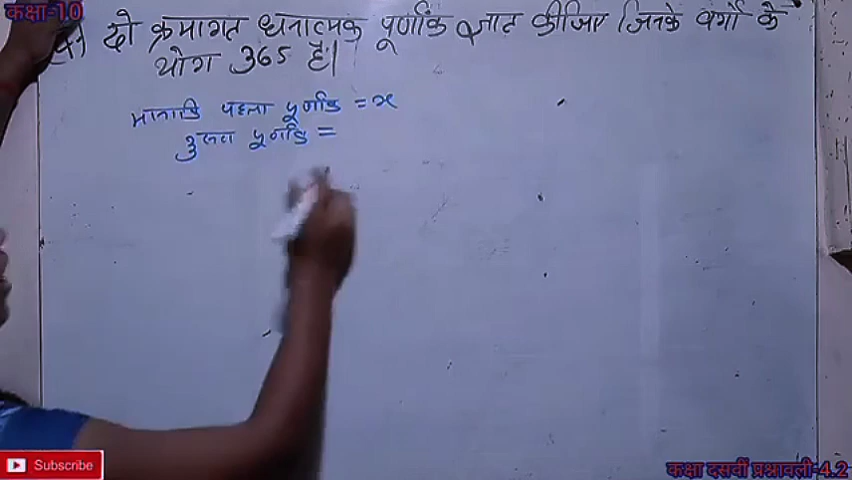 कक्षा-10
दो क्रमागत धनात्मक पूर्णांक ज्ञात कीजिए जिनके वर्गों के
योग 365 है।
मानाकि पहला पूर्णांक = x
दुसरा पूर्णांक =
Subscribe
कक्षा दसवीं प्रश्नावली-4.2